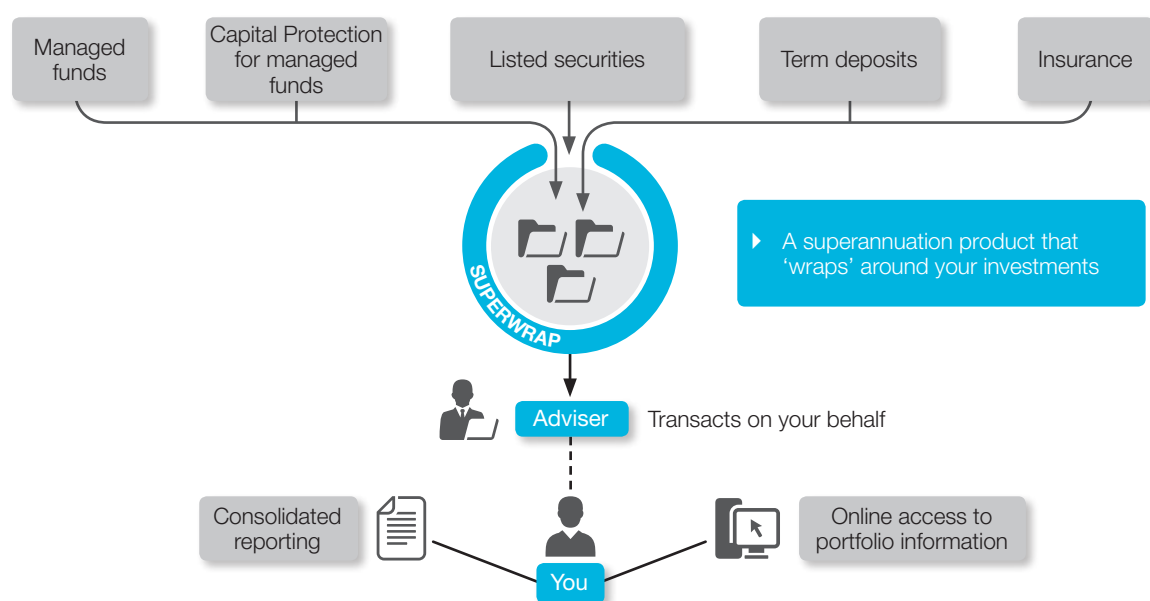 Managed
funds
Capital Protection
for managed
funds
Listed securities
Term deposits
Insurance
SUPERWRAP
A superannuation product that
‘wraps’ around your investments
Adviser
Transacts on your behalf
Consolidated
reporting
Online access to
portfolio information
You